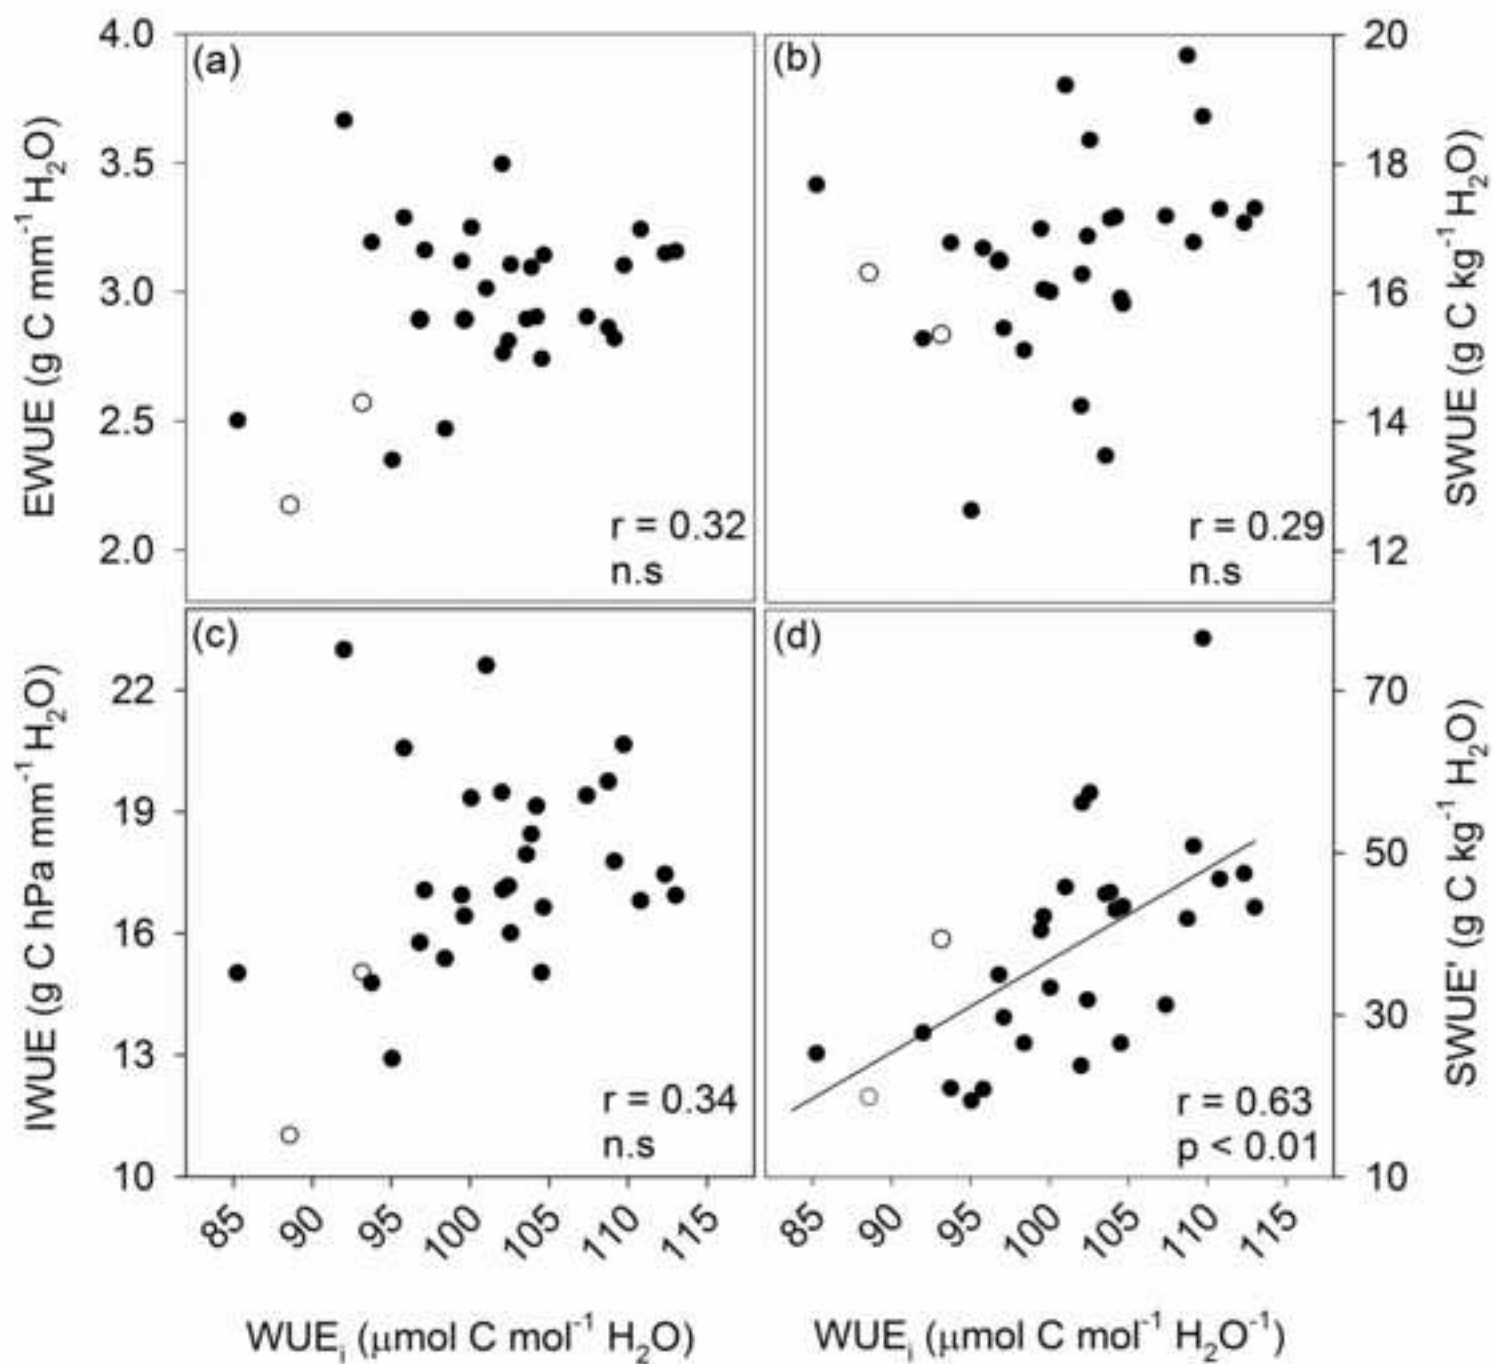 (a)
EWUE (g C mm⁻¹ H₂O)
4.0
3.5
3.0
2.5
2.0
r = 0.32
n.s
(b)
20
18
16
14
12
SWUE (g C kg⁻¹ H₂O)
r = 0.29
n.s
(c)
IWUE (g C hPa mm⁻¹ H₂O)
22
19
16
13
10
r = 0.34
n.s
85 90 95 100 105 110 115
WUEᵢ (μmol C mol⁻¹ H₂O)
(d)
70
50
30
10
SWUE' (g C kg⁻¹ H₂O)
r = 0.63
p < 0.01
85 90 95 100 105 110 115
WUEᵢ (μmol C mol⁻¹ H₂O⁻¹)